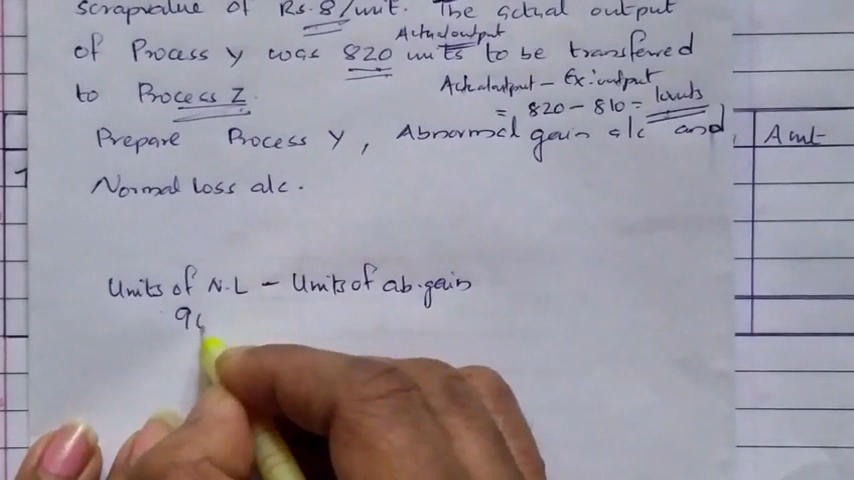 scrapvalue of Rs. 8/unit. The actual output
Actual output
of Process Y was 820 units to be transferred
Actual output - Ex: output
to Process Z.
= 820 - 810 = 10 units
Prepare Process Y, Abnormal gain a/c and
Amt
Normal Loss a/c.
Units of N.L - Units of ab.gain